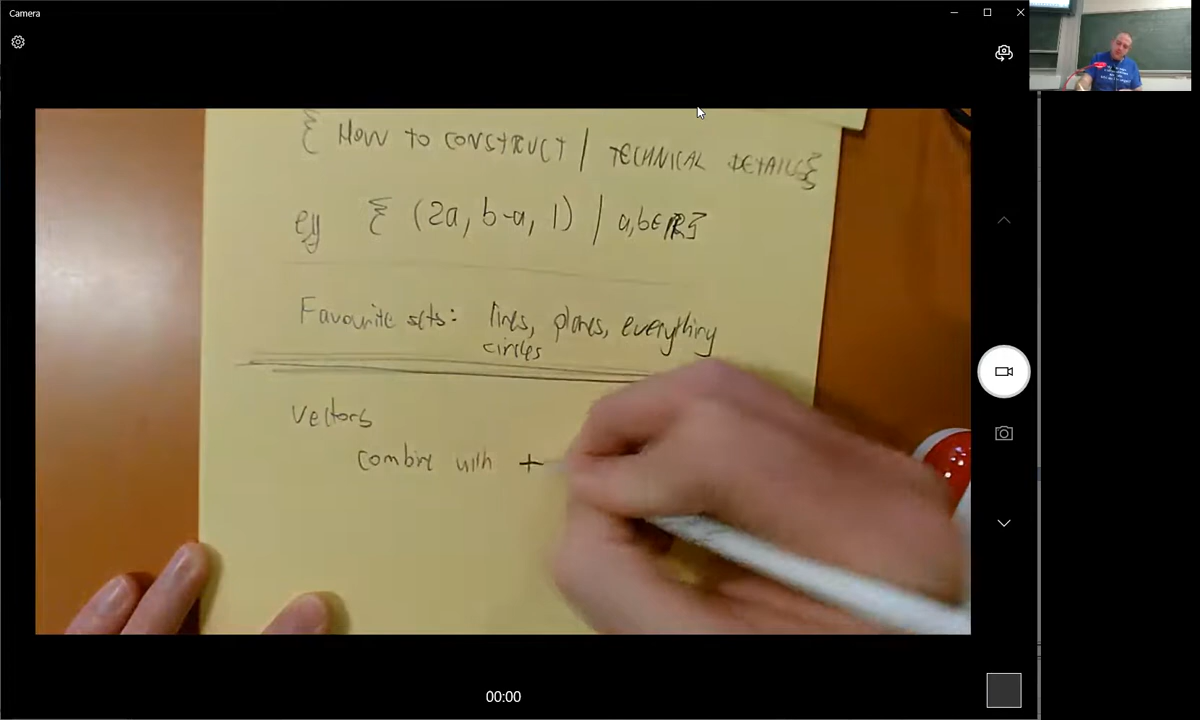 Camera
{ HOW TO CONSTRUCT | TECHNICAL DETAILS}
eg { (2a, b-a, 1) | a,b∈ℝ}
Favourite sets: lines, planes, everything
circles
Vectors
combine with +
00:00